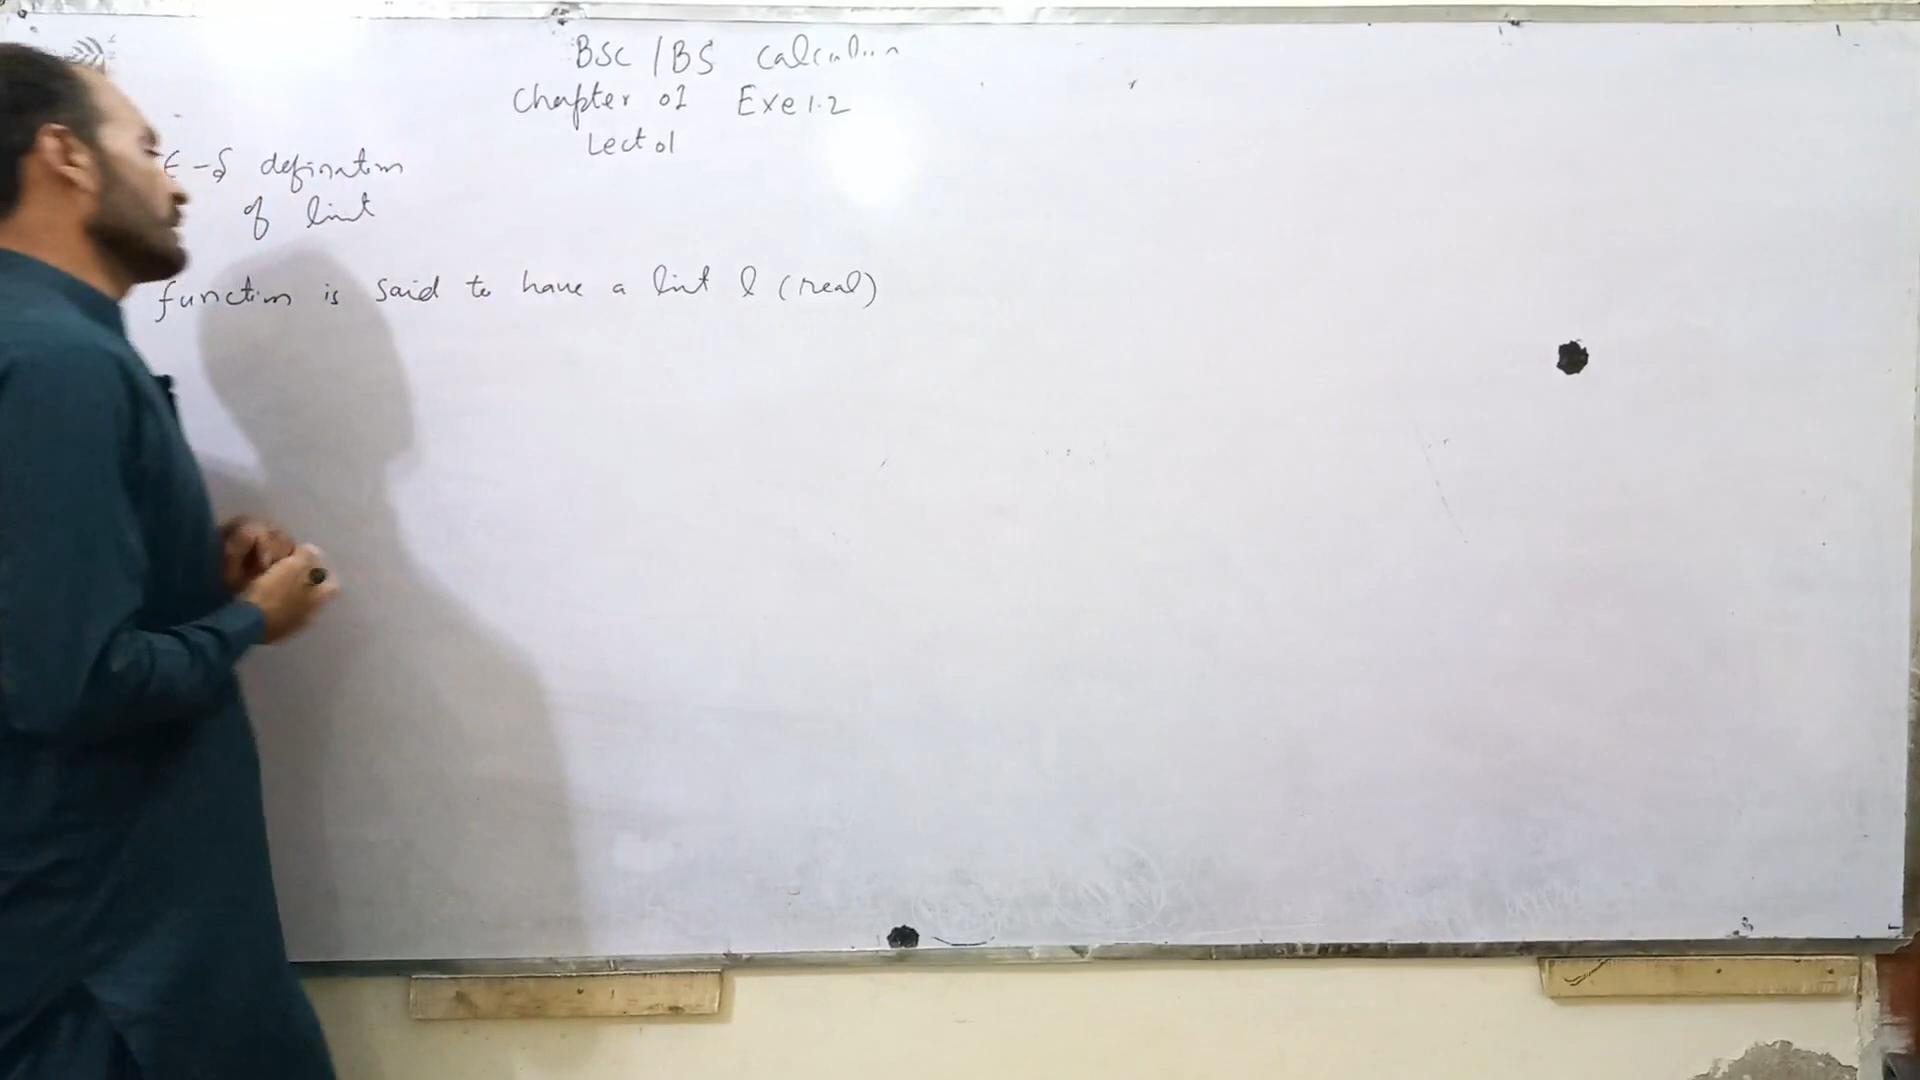 BSC / BS Calculus
Chapter 01 Exe 1.2
Lect 01
ϵ - δ defination
of limit
function is said to have a limit l (real)